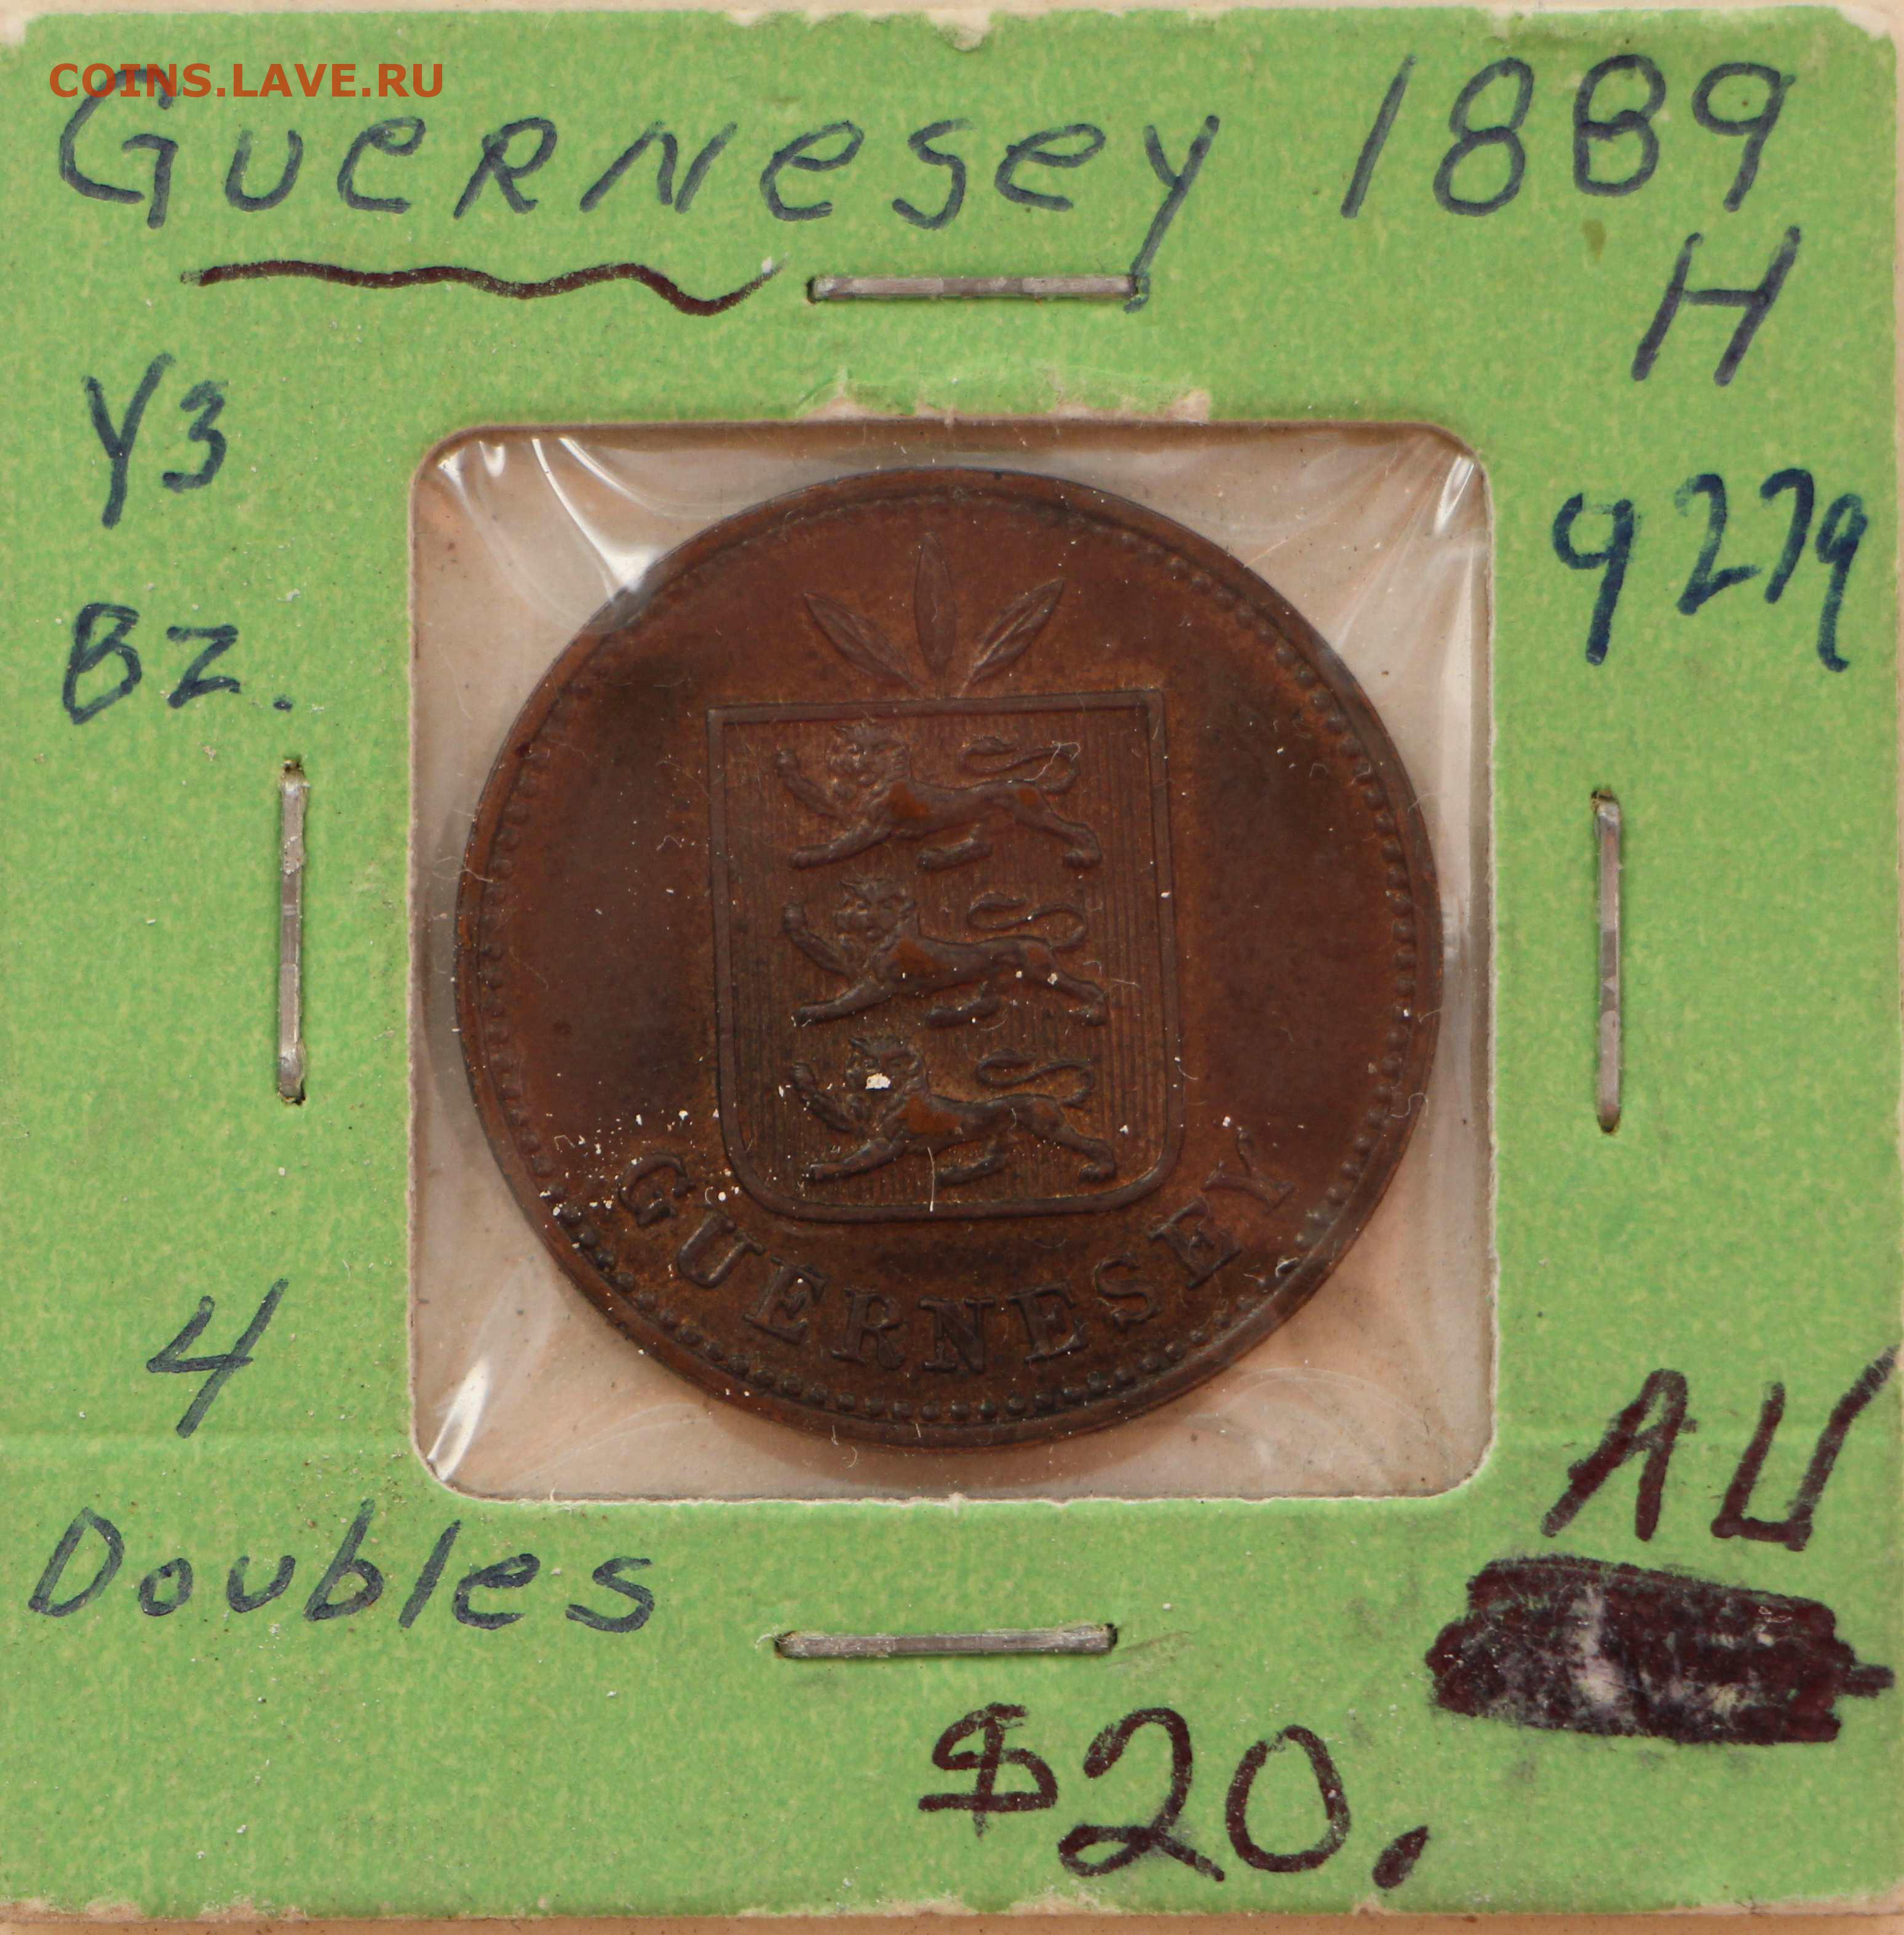 COINS.LAVE.RU
Guernesey 1889
H
Y3
9279
Bz.
GUERNESEY
4
Doubles
AU
$20.